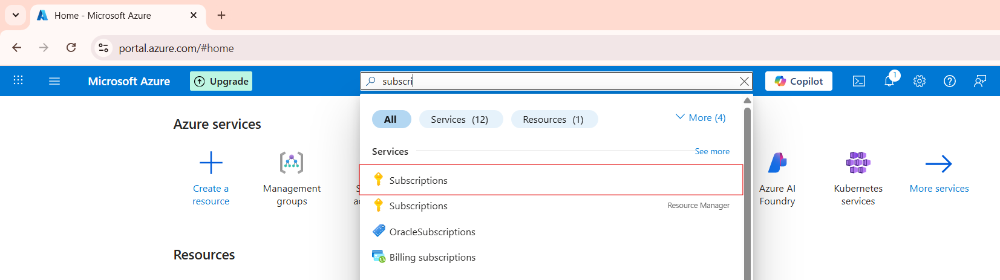 Home - Microsoft Azure
portal.azure.com/#home
Microsoft Azure
Upgrade
subscri
Copilot
1
All
Services (12)
Resources (1)
More (4)
Azure services
Services
See more
Create a
resource
Management
groups
S
ac
Subscriptions
Subscriptions
Resource Manager
OracleSubscriptions
Billing subscriptions
Azure AI
Foundry
Kubernetes
services
More services
Resources